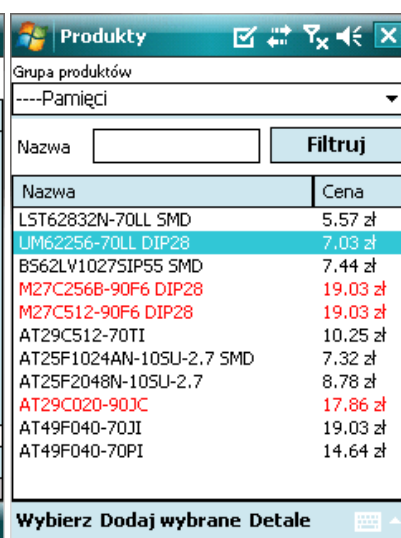 Produkty
Grupa produktów
----Pamięci
Nazwa
Filtruj
Nazwa Cena
LST62832N-70LL SMD 5.57 zł
UM62256-70LL DIP28 7.03 zł
BS62LV1027SIP55 SMD 7.44 zł
M27C256B-90F6 DIP28 19.03 zł
M27C512-90F6 DIP28 19.03 zł
AT29C512-70TI 10.25 zł
AT25F1024AN-10SU-2.7 SMD 7.32 zł
AT25F2048N-10SU-2.7 8.78 zł
AT29C020-90JC 17.86 zł
AT49F040-70JI 19.03 zł
AT49F040-70PI 14.64 zł
Wybierz Dodaj wybrane Detale